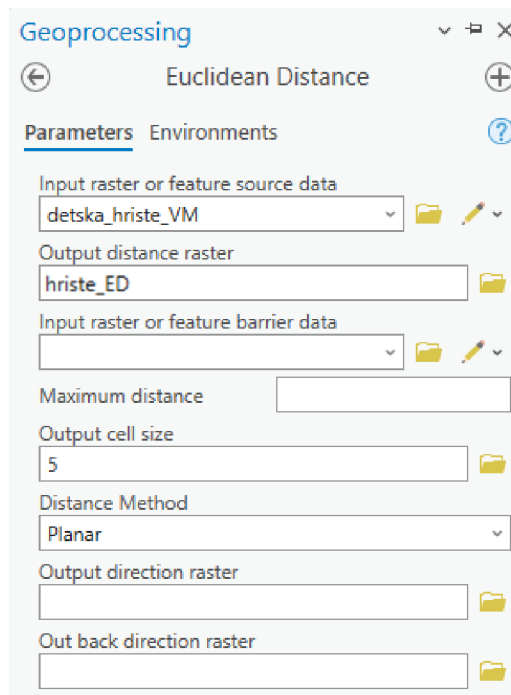 Geoprocessing
Euclidean Distance
Parameters Environments
Input raster or feature source data
detska_hriste_VM
Output distance raster
hriste_ED
Input raster or feature barrier data
Maximum distance
Output cell size
5
Distance Method
Planar
Output direction raster
Out back direction raster